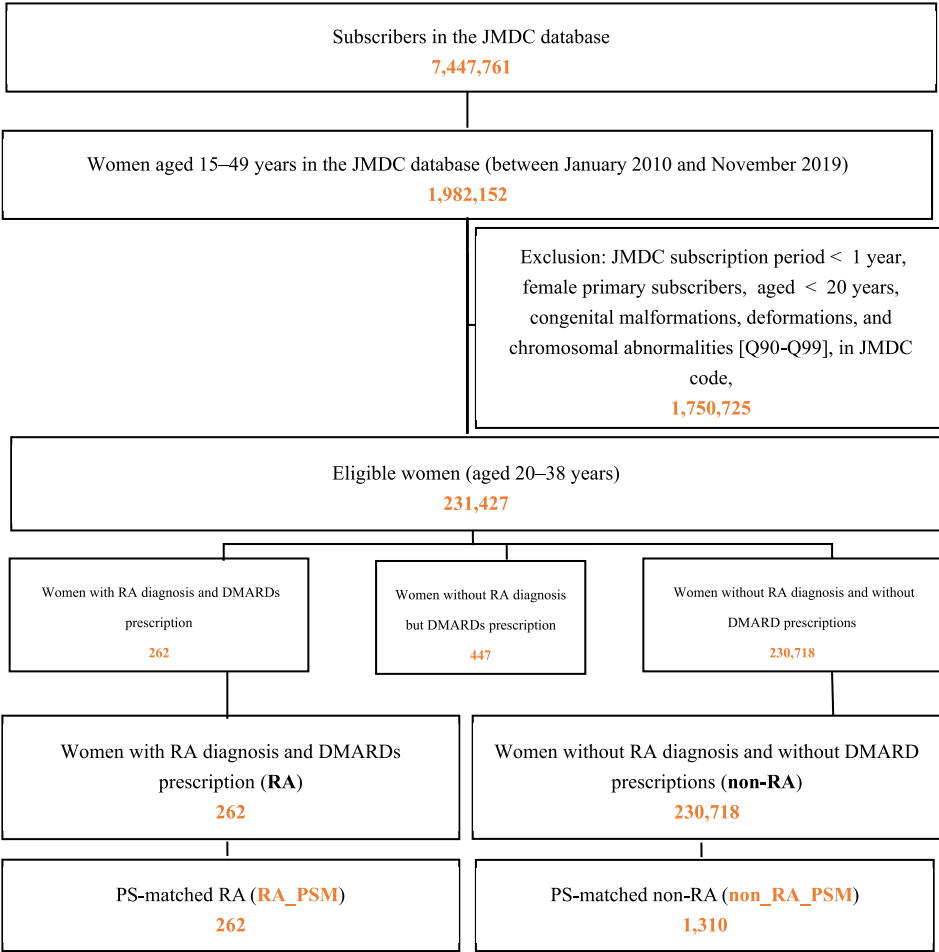 Subscribers in the JMDC database
7,447,761
Women aged 15–49 years in the JMDC database (between January 2010 and November 2019)
1,982,152
Exclusion: JMDC subscription period < 1 year,
female primary subscribers, aged < 20 years,
congenital malformations, deformations, and
chromosomal abnormalities [Q90-Q99], in JMDC
code,
1,750,725
Eligible women (aged 20–38 years)
231,427
Women with RA diagnosis and DMARDs
prescription
262
Women without RA diagnosis
but DMARDs prescription
447
Women without RA diagnosis and without
DMARD prescriptions
230,718
Women with RA diagnosis and DMARDs
prescription (RA)
262
Women without RA diagnosis and without DMARD
prescriptions (non-RA)
230,718
PS-matched RA (RA_PSM)
262
PS-matched non-RA (non_RA_PSM)
1,310